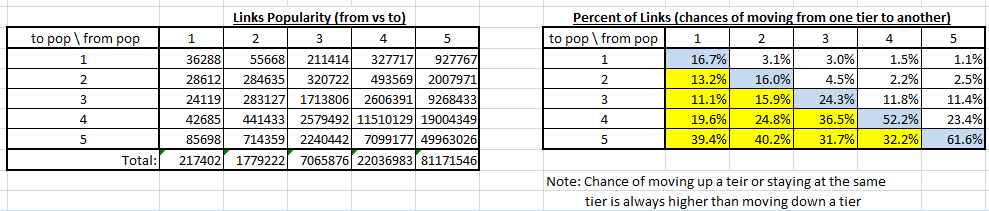 Links Popularity (from vs to) Percent of Links (chances of moving from one tier to another)
to pop \ from pop 1 2 3 4 5 to pop \ from pop 1 2 3 4 5
1 36288 55668 211414 327717 927767 1 16.7% 3.1% 3.0% 1.5% 1.1%
2 28612 284635 320722 493569 2007971 2 13.2% 16.0% 4.5% 2.2% 2.5%
3 24119 283127 1713806 2606391 9268433 3 11.1% 15.9% 24.3% 11.8% 11.4%
4 42685 441433 2579492 11510129 19004349 4 19.6% 24.8% 36.5% 52.2% 23.4%
5 85698 714359 2240442 7099177 49963026 5 39.4% 40.2% 31.7% 32.2% 61.6%
Total: 217402 1779222 7065876 22036983 81171546
Note: Chance of moving up a teir or staying at the same
tier is always higher than moving down a tier